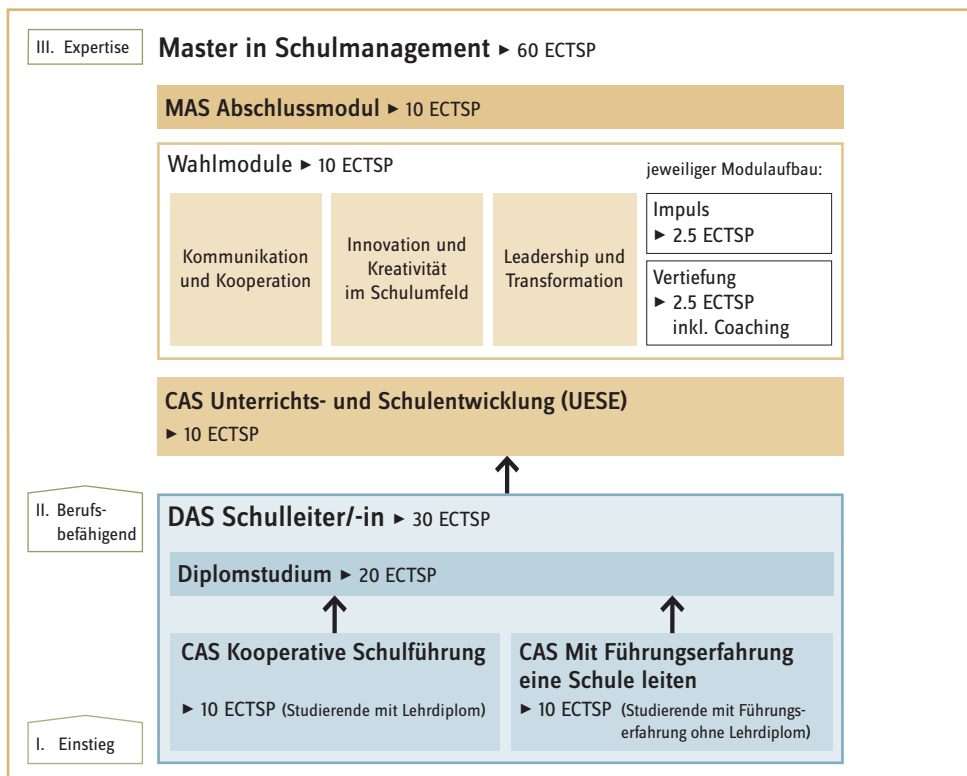 III. Expertise
Master in Schulmanagement ► 60 ECTSP
MAS Abschlussmodul ► 10 ECTSP
Wahlmodule ► 10 ECTSP
jeweiliger Modulaufbau:
Kommunikation
und Kooperation
Innovation und
Kreativität
im Schulumfeld
Leadership und
Transformation
Impuls
► 2.5 ECTSP
Vertiefung
► 2.5 ECTSP
inkl. Coaching
CAS Unterrichts- und Schulentwicklung (UESE)
► 10 ECTSP
II. Berufs-
befähigend
DAS Schulleiter/-in ► 30 ECTSP
Diplomstudium ► 20 ECTSP
CAS Kooperative Schulführung
► 10 ECTSP (Studierende mit Lehrdiplom)
CAS Mit Führungserfahrung
eine Schule leiten
► 10 ECTSP (Studierende mit Führungs-
erfahrung ohne Lehrdiplom)
I. Einstieg